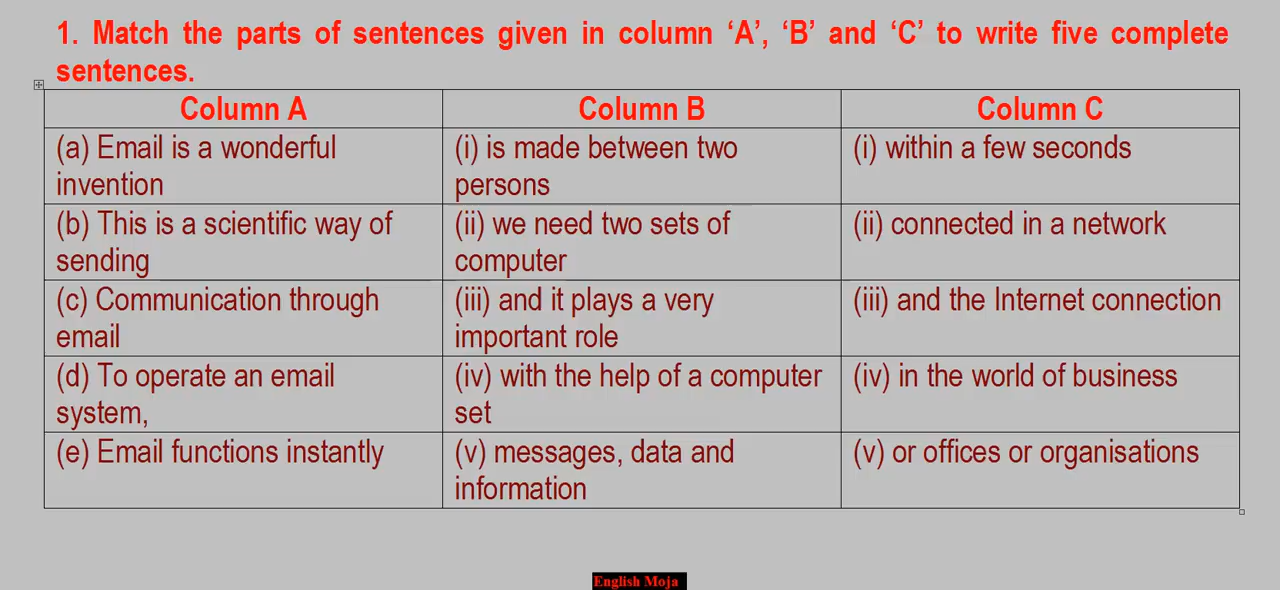 1. Match the parts of sentences given in column ‘A’, ‘B’ and ‘C’ to write five complete
sentences.
Column A
Column B
Column C
(a) Email is a wonderful
invention
(i) is made between two
persons
(i) within a few seconds
(b) This is a scientific way of
sending
(ii) we need two sets of
computer
(ii) connected in a network
(c) Communication through
email
(iii) and it plays a very
important role
(iii) and the Internet connection
(d) To operate an email
system,
(iv) with the help of a computer
set
(iv) in the world of business
(e) Email functions instantly
(v) messages, data and
information
(v) or offices or organisations
English Moja